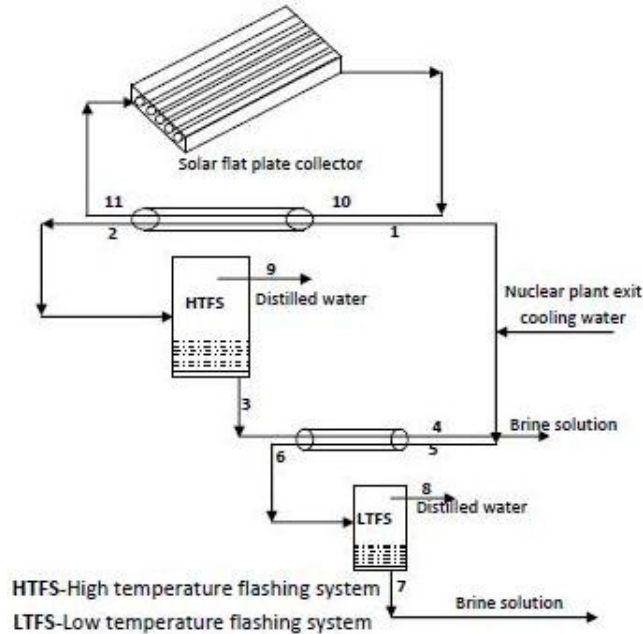 Solar flat plate collector
11
10
2
1
9
HTFS
Distilled water
Nuclear plant exit
cooling water
3
4
Brine solution
6
5
8
LTFS
Distilled water
7
HTFS-High temperature flashing system
Brine solution
LTFS-Low temperature flashing system